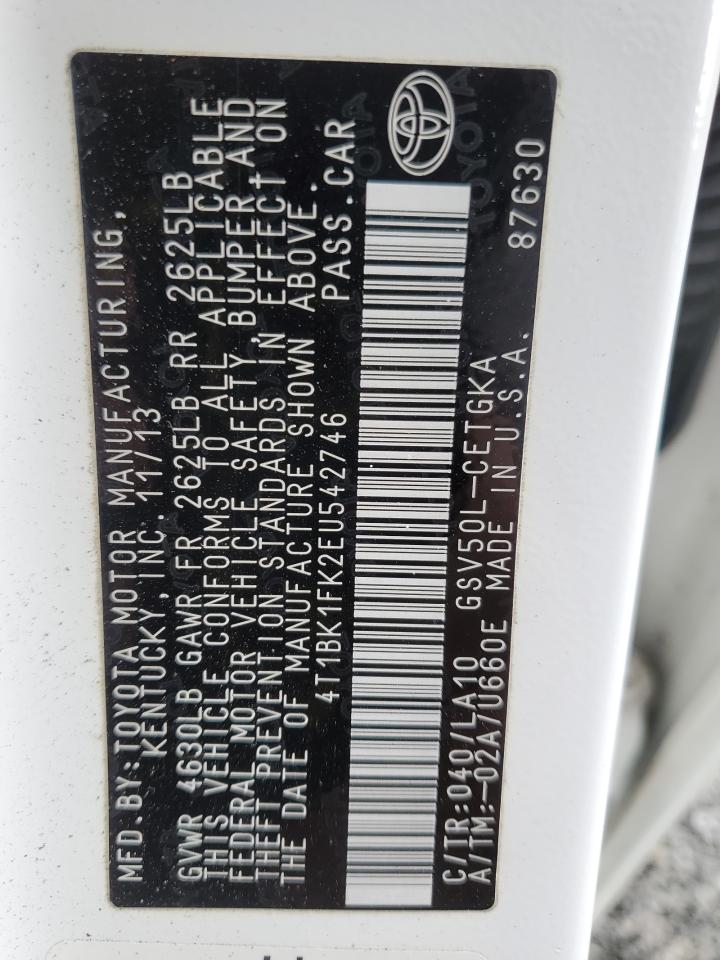 MFD.BY:TOYOTA MOTOR MANUFACTURING,
KENTUCKY,INC. 11/13
GVWR 4630LB GAWR FR 2625LB RR 2625LB
THIS VEHICLE CONFORMS TO ALL APPLICABLE
FEDERAL MOTOR VEHICLE SAFETY,BUMPER AND
THEFT PREVENTION STANDARDS IN EFFECT ON
THE DATE OF MANUFACTURE SHOWN ABOVE.
4T1BK1FK2EU542746 PASS.CAR
C/TR:040/LA10 GSV50L-CETGKA
A/TM:-02A/U660E MADE IN U.S.A. 87630